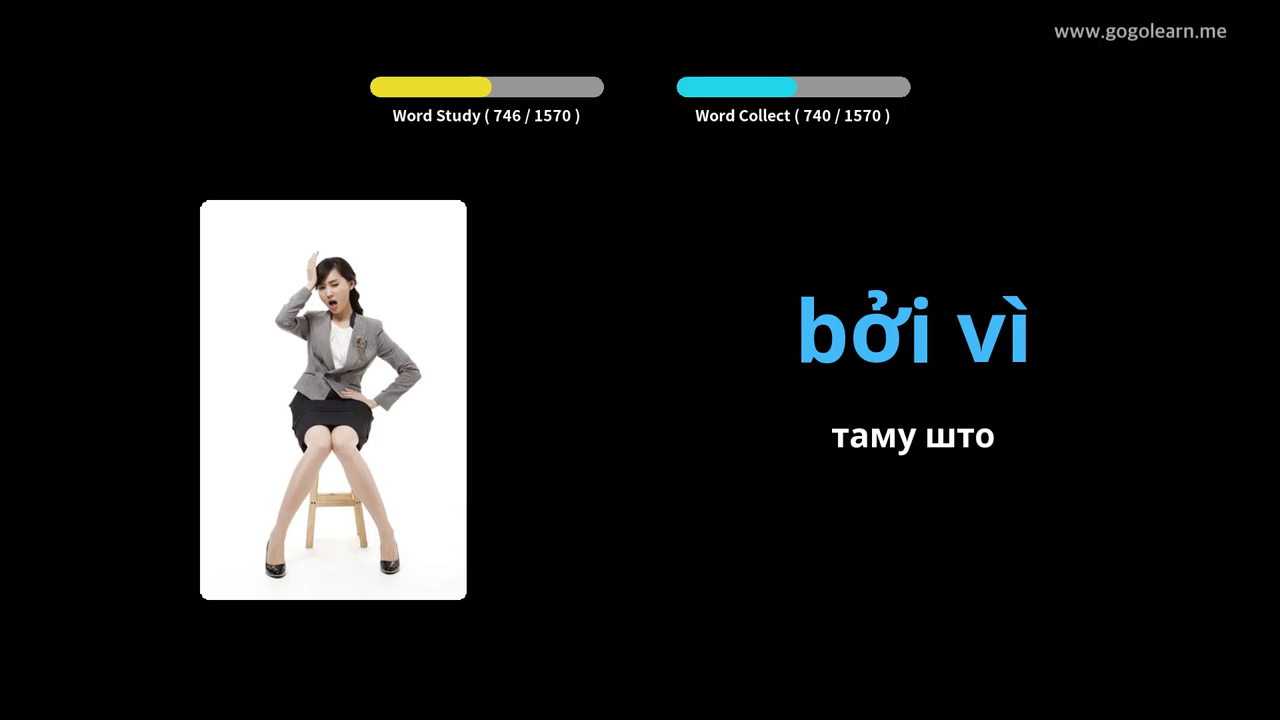 www.gogolearn.me
Word Study ( 746 / 1570 )
Word Collect ( 740 / 1570 )
bởi vì
таму што